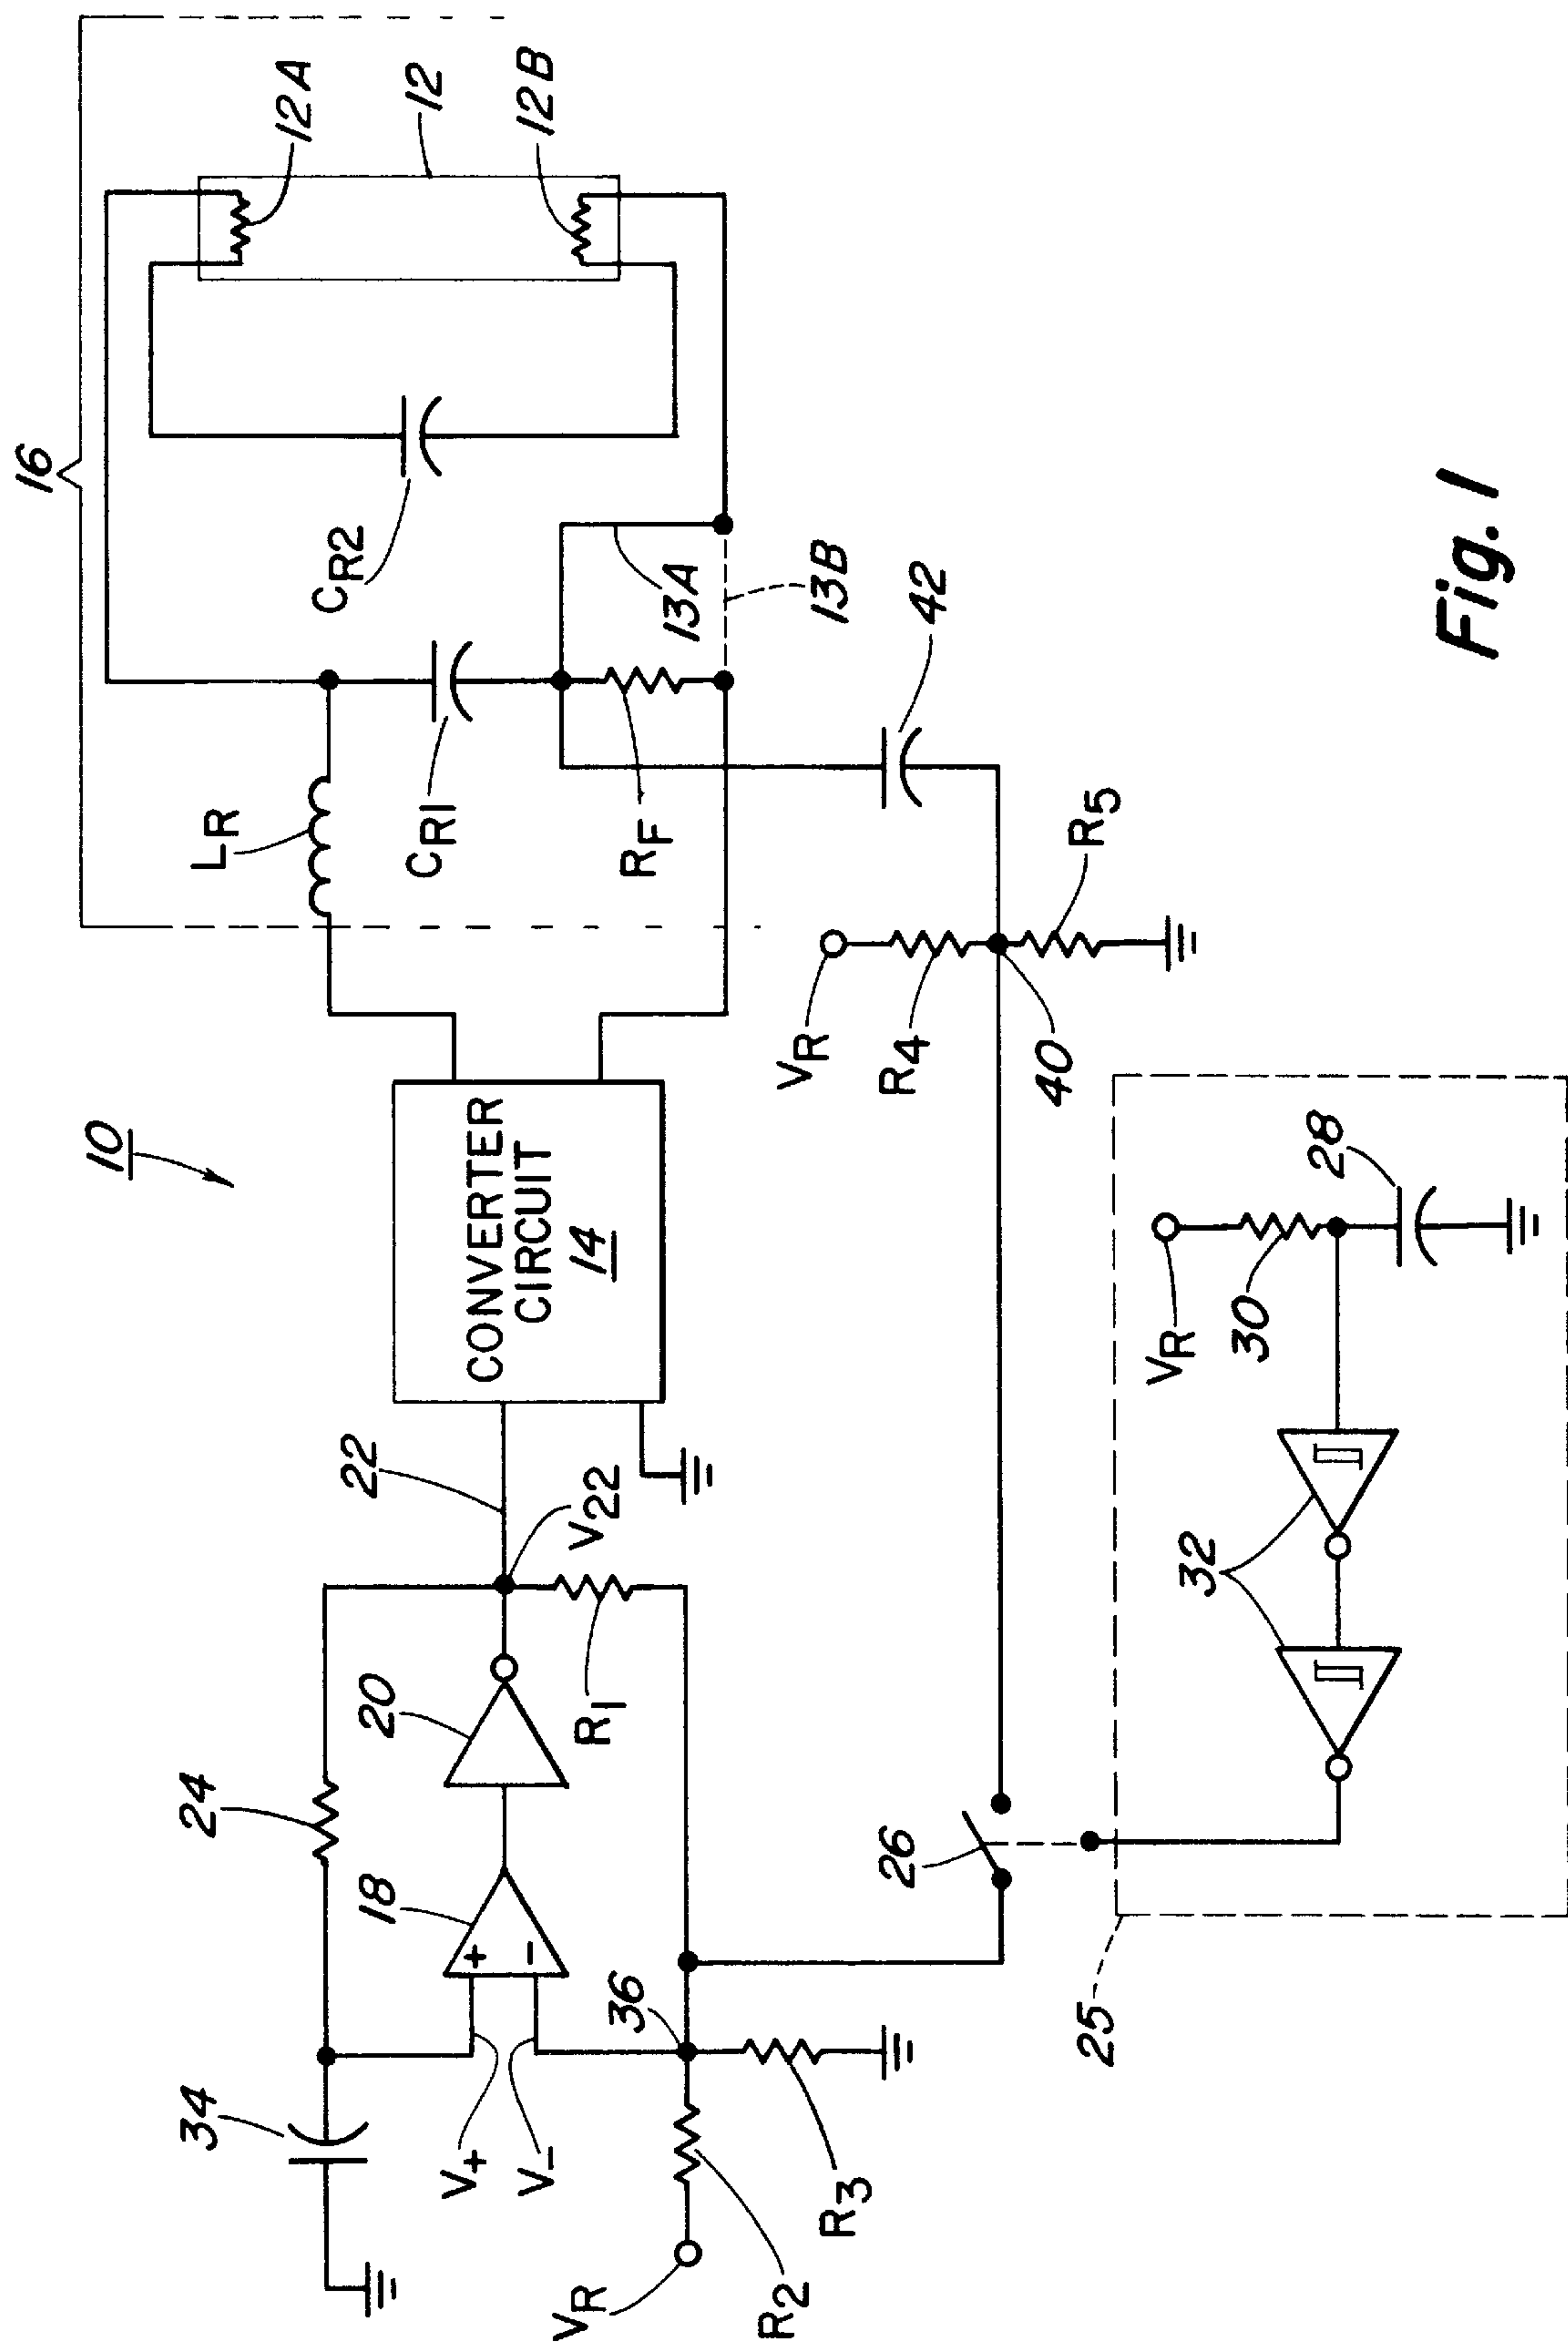 10
16
34
24
22
LR
CR2
12A
V+
18
20
CONVERTER
CIRCUIT
14
CR1
12
V-
+
-
V22
RF
13A
12B
36
R1
13B
VR
R2
R3
VR
R4
42
26
40
R5
25
32
VR
30
28
Fig. 1